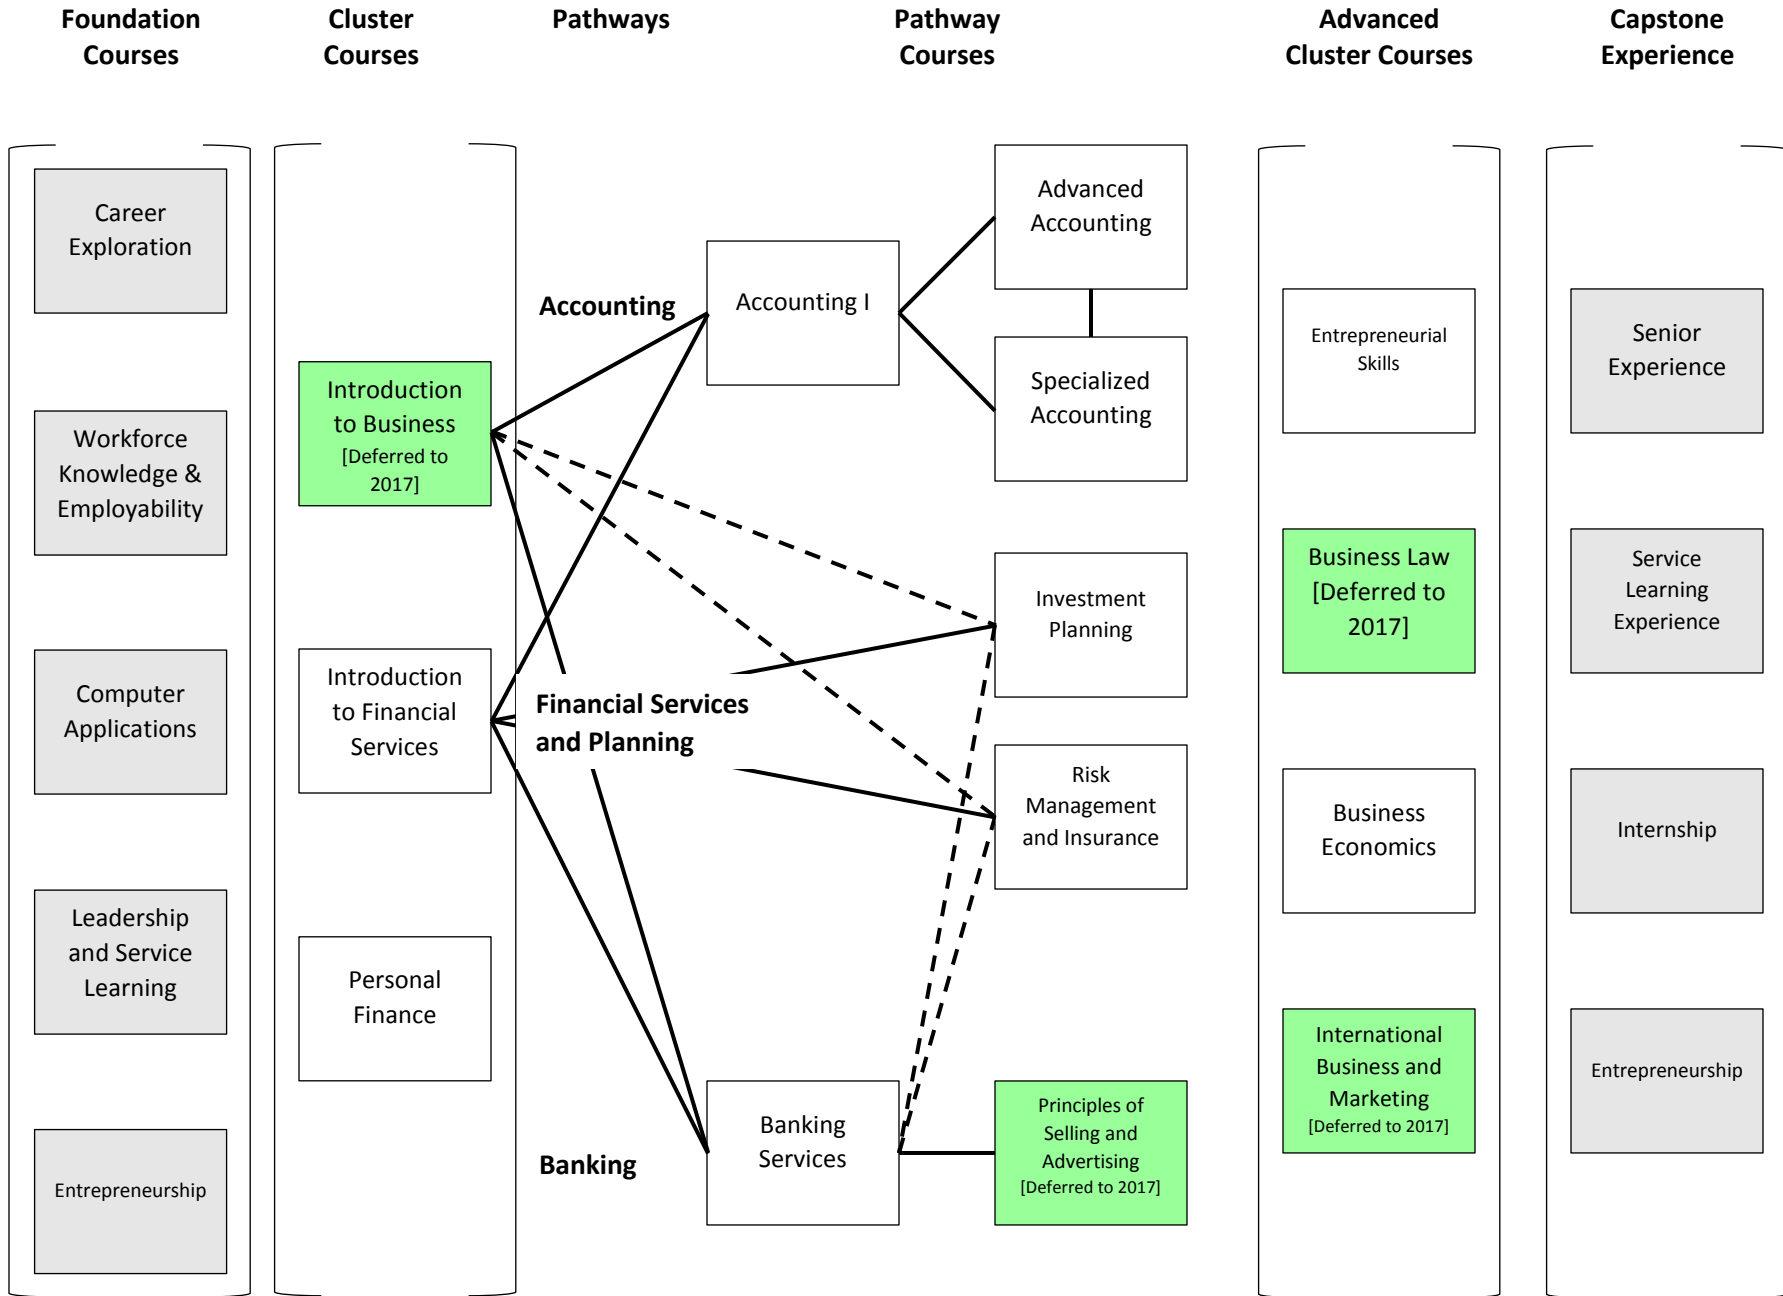 Foundation
Courses
Cluster
Courses
Pathways
Pathway
Courses
Advanced
Cluster Courses
Capstone
Experience
Career
Exploration
Workforce
Knowledge &
Employability
Computer
Applications
Leadership
and Service
Learning
Entrepreneurship
Introduction
to Business
[Deferred to
2017]
Introduction
to Financial
Services
Personal
Finance
Accounting
Financial Services
and Planning
Banking
Accounting I
Banking
Services
Advanced
Accounting
Specialized
Accounting
Investment
Planning
Risk
Management
and Insurance
Principles of
Selling and
Advertising
[Deferred to 2017]
Entrepreneurial
Skills
Business Law
[Deferred to
2017]
Business
Economics
International
Business and
Marketing
[Deferred to 2017]
Senior
Experience
Service
Learning
Experience
Internship
Entrepreneurship